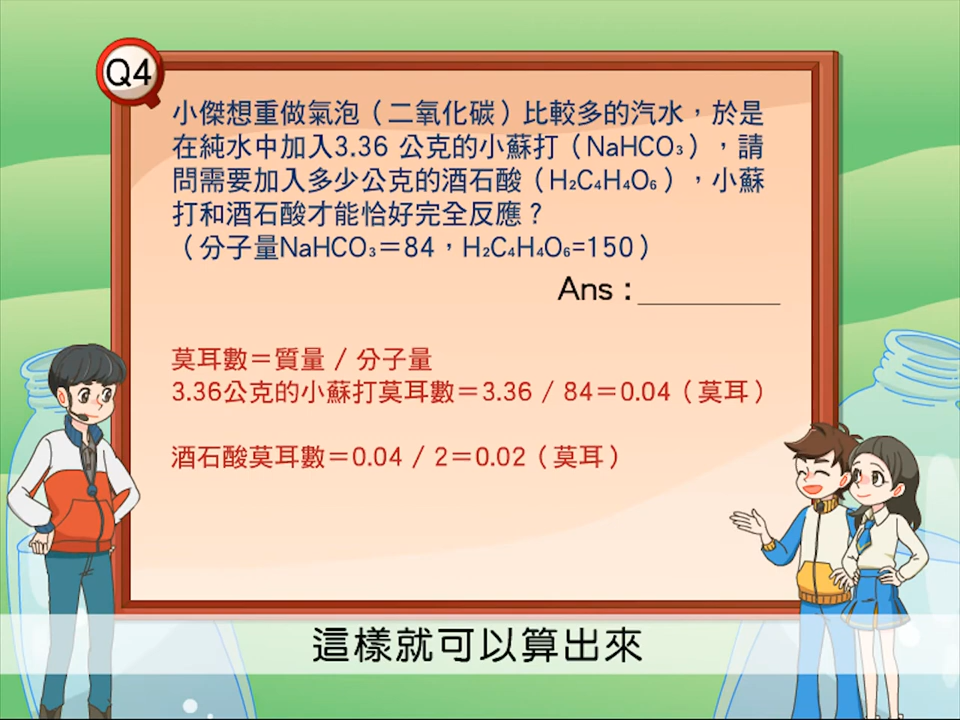 Q4
小傑想重做氣泡（二氧化碳）比較多的汽水，於是
在純水中加入3.36 公克的小蘇打（NaHCO₃），請
問需要加入多少公克的酒石酸（H₂C₄H₄O₆），小蘇
打和酒石酸才能恰好完全反應？
（分子量NaHCO₃＝84，H₂C₄H₄O₆=150）
Ans：________
莫耳數＝質量 / 分子量
3.36公克的小蘇打莫耳數＝3.36 / 84＝0.04（莫耳）
酒石酸莫耳數＝0.04 / 2＝0.02（莫耳）
這樣就可以算出來